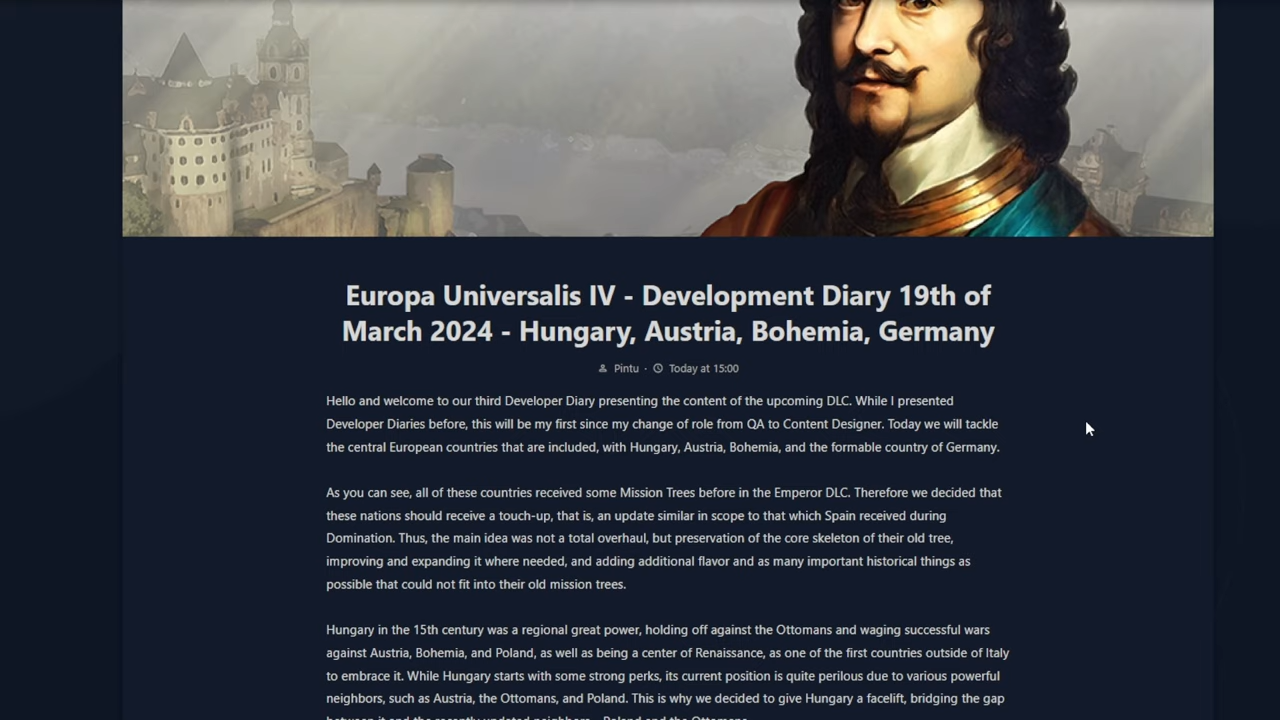 Europa Universalis IV - Development Diary 19th of
March 2024 - Hungary, Austria, Bohemia, Germany
Pintu · Today at 15:00
Hello and welcome to our third Developer Diary presenting the content of the upcoming DLC. While I presented
Developer Diaries before, this will be my first since my change of role from QA to Content Designer. Today we will tackle
the central European countries that are included, with Hungary, Austria, Bohemia, and the formable country of Germany.
As you can see, all of these countries received some Mission Trees before in the Emperor DLC. Therefore we decided that
these nations should receive a touch-up, that is, an update similar in scope to that which Spain received during
Domination. Thus, the main idea was not a total overhaul, but preservation of the core skeleton of their old tree,
improving and expanding it where needed, and adding additional flavor and as many important historical things as
possible that could not fit into their old mission trees.
Hungary in the 15th century was a regional great power, holding off against the Ottomans and waging successful wars
against Austria, Bohemia, and Poland, as well as being a center of Renaissance, as one of the first countries outside of Italy
to embrace it. While Hungary starts with some strong perks, its current position is quite perilous due to various powerful
neighbors, such as Austria, the Ottomans, and Poland. This is why we decided to give Hungary a facelift, bridging the gap
between it and the recently updated neighbors - Poland and the Ottomans.